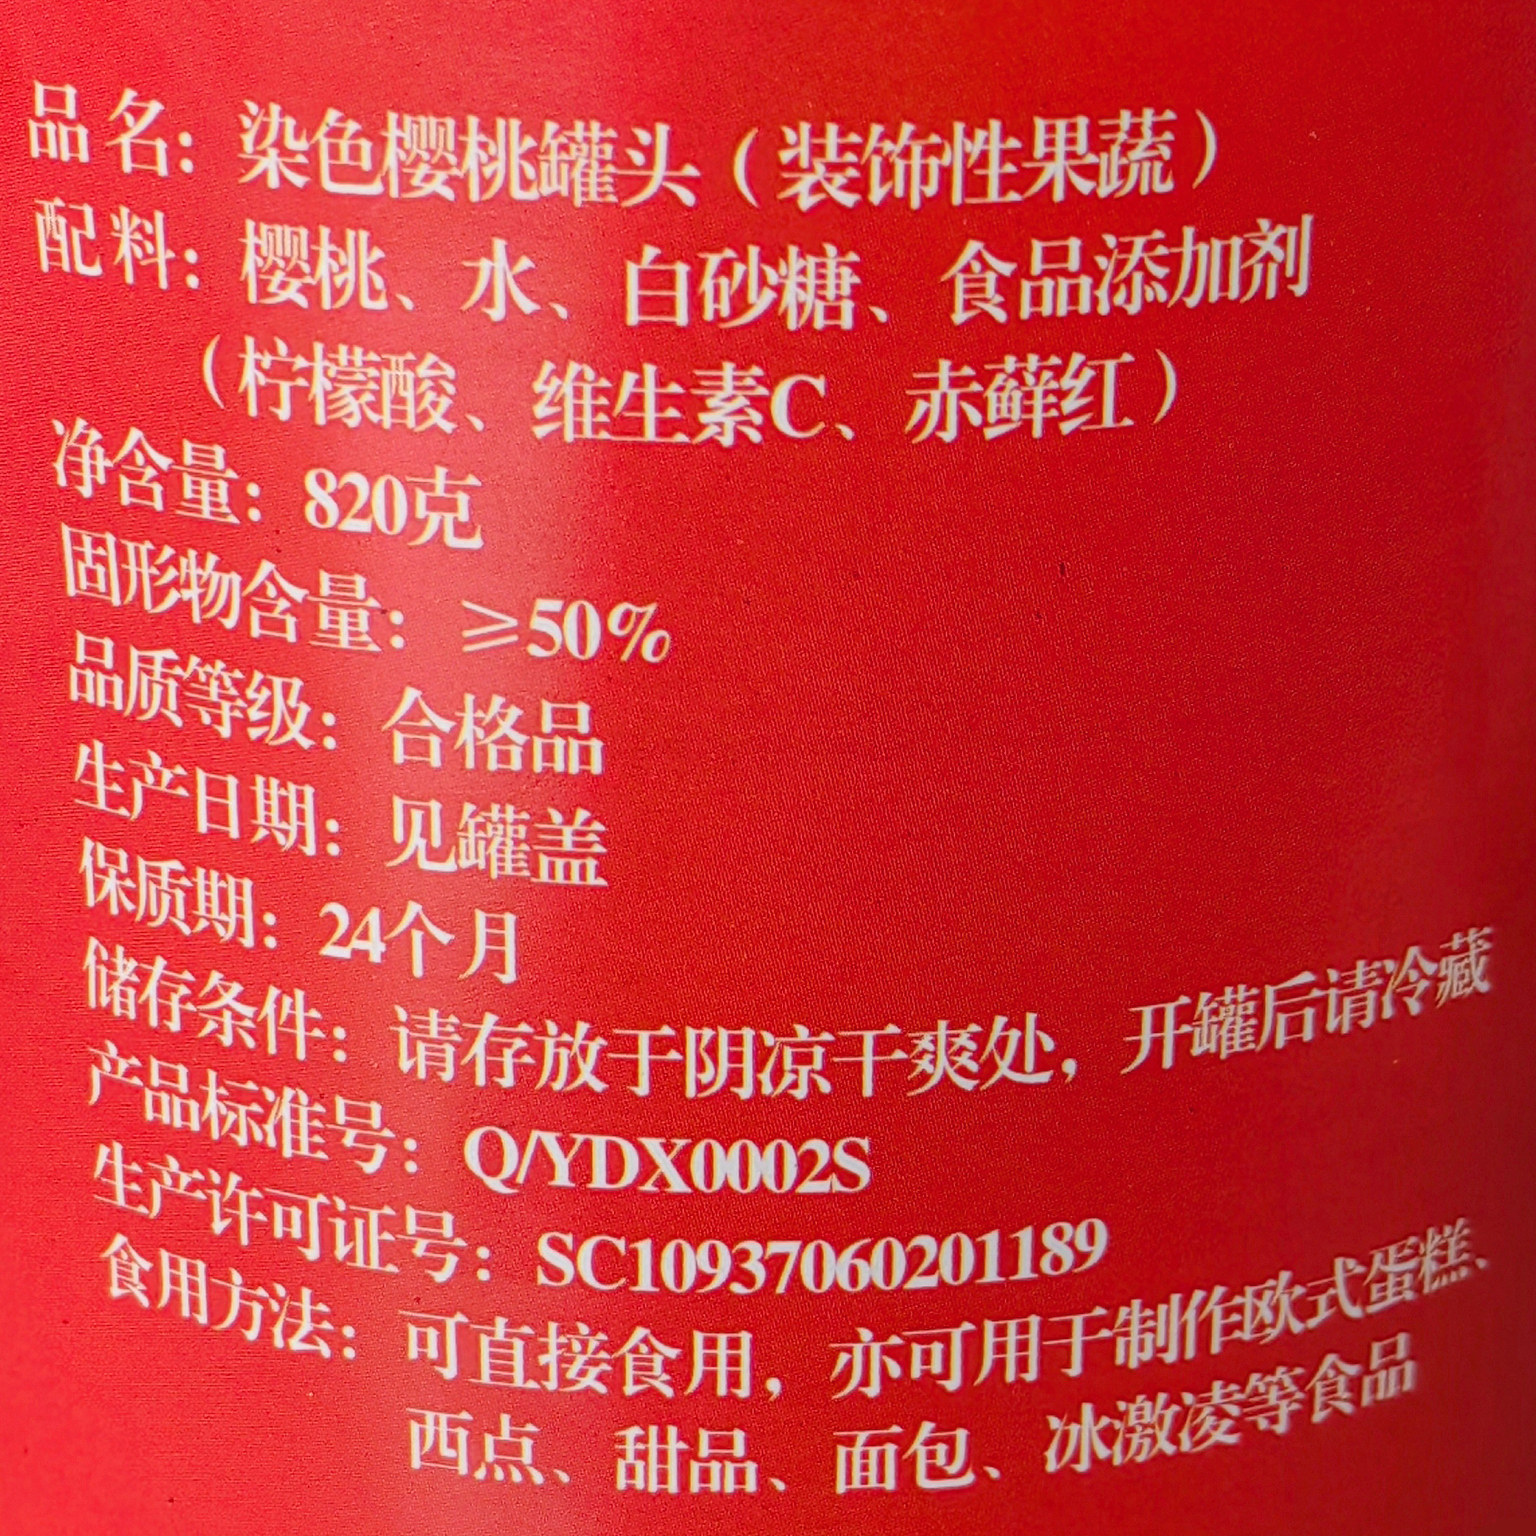 品名：染色樱桃罐头（装饰性果蔬）
配料：樱桃、水、白砂糖、食品添加剂
（柠檬酸、维生素C、赤藓红）
净含量：820克
固形物含量：≥50%
品质等级：合格品
生产日期：见罐盖
保质期：24个月
储存条件：请存放于阴凉干爽处，开罐后请冷藏
产品标准号：Q/YDX0002S
生产许可证号：SC10937060201189
食用方法：可直接食用，亦可用于制作欧式蛋糕、
西点、甜品、面包、冰激凌等食品